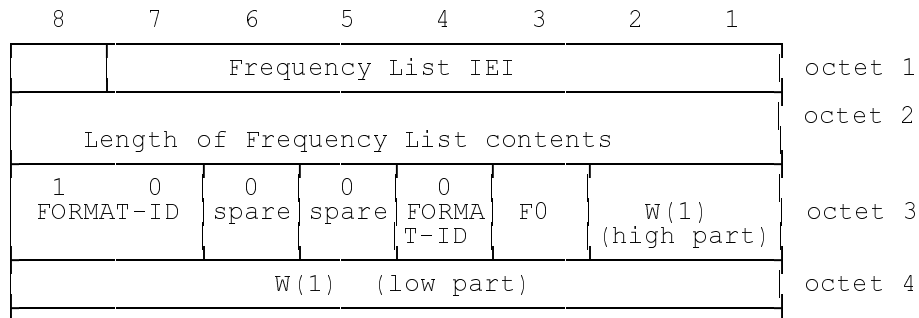 8 7 6 5 4 3 2 1
Frequency List IEI octet 1
octet 2
Length of Frequency List contents
1 0 0 0 0
FORMAT-ID spare spare FORMA F0 W(1) octet 3
T-ID (high part)
W(1) (low part) octet 4